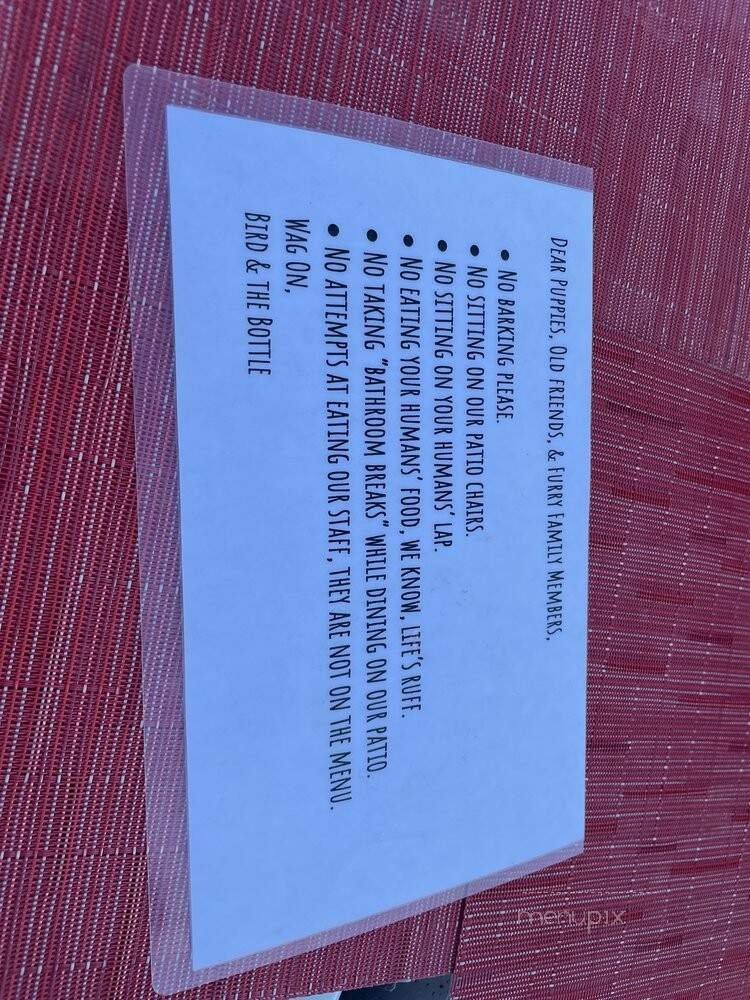 DEAR PUPPIES, OLD FRIENDS, & FURRY FAMILY MEMBERS,
• NO BARKING PLEASE.
• NO SITTING ON OUR PATIO CHAIRS.
• NO SITTING ON YOUR HUMANS' LAP.
• NO EATING YOUR HUMANS' FOOD, WE KNOW, LIFE'S RUFF.
• NO TAKING "BATHROOM BREAKS" WHILE DINING ON OUR PATIO.
• NO ATTEMPTS AT EATING OUR STAFF, THEY ARE NOT ON THE MENU.
WAG ON,
BIRD & THE BOTTLE
menupix